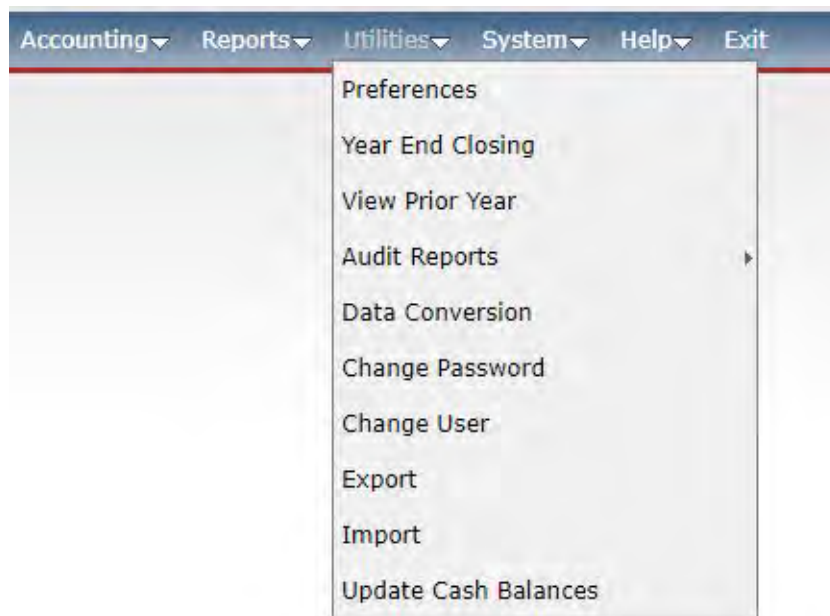 Accounting Reports Utilities System Help Exit
Preferences
Year End Closing
View Prior Year
Audit Reports
Data Conversion
Change Password
Change User
Export
Import
Update Cash Balances